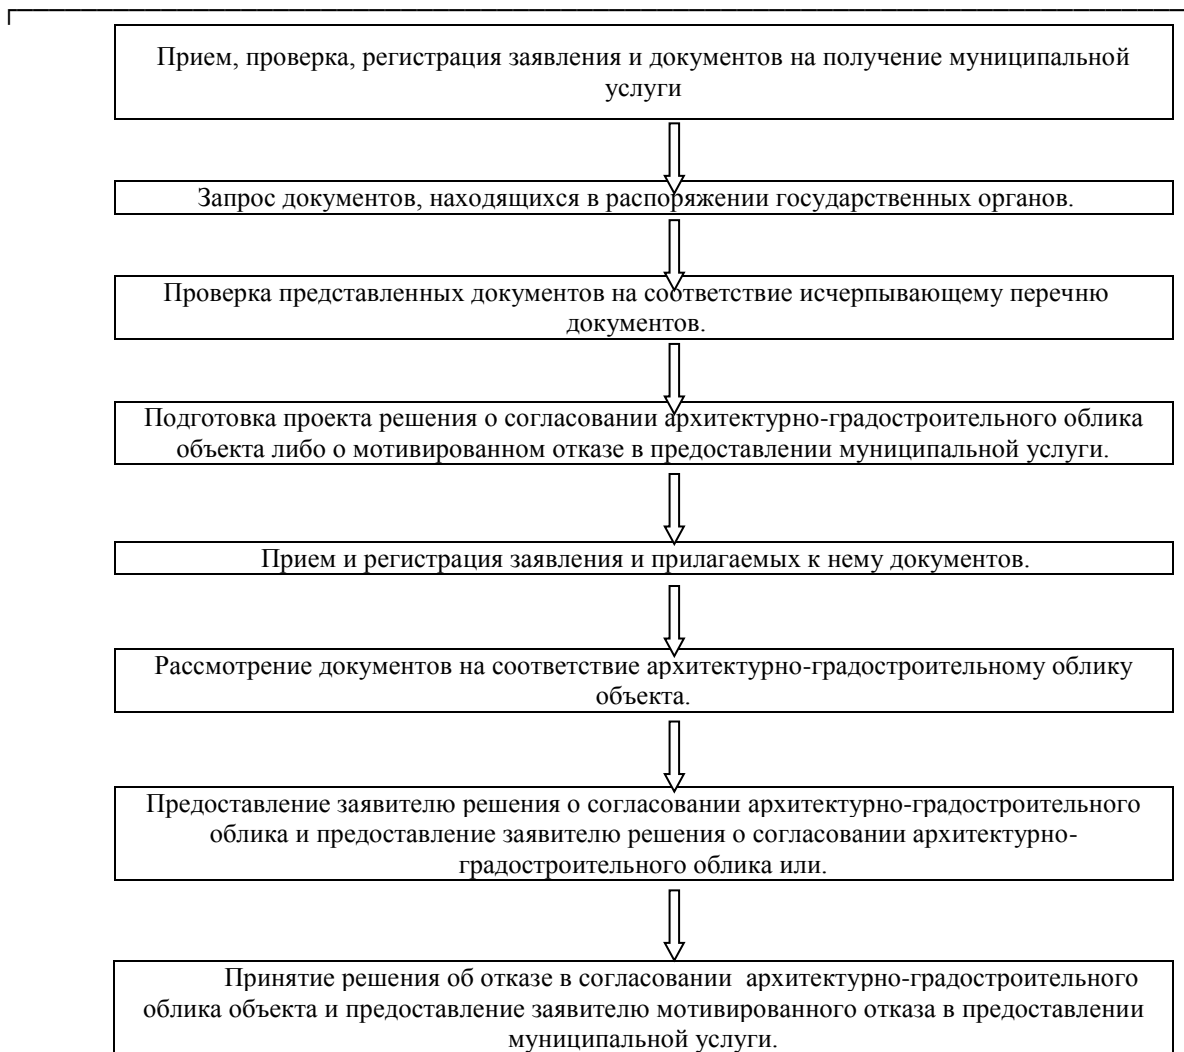 Прием, проверка, регистрация заявления и документов на получение муниципальной
услуги
Запрос документов, находящихся в распоряжении государственных органов.
Проверка представленных документов на соответствие исчерпывающему перечню
документов.
Подготовка проекта решения о согласовании архитектурно-градостроительного облика
объекта либо о мотивированном отказе в предоставлении муниципальной услуги.
Прием и регистрация заявления и прилагаемых к нему документов.
Рассмотрение документов на соответствие архитектурно-градостроительному облику
объекта.
Предоставление заявителю решения о согласовании архитектурно-градостроительного
облика и предоставление заявителю решения о согласовании архитектурно-
градостроительного облика или.
Принятие решения об отказе в согласовании архитектурно-градостроительного
облика объекта и предоставление заявителю мотивированного отказа в предоставлении
муниципальной услуги.